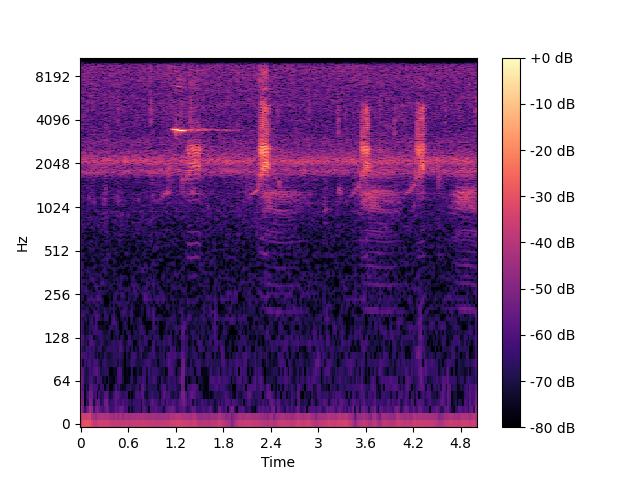 8192
4096
2048
1024
512
256
128
64
0
Hz
0 0.6 1.2 1.8 2.4 3 3.6 4.2 4.8
Time
+0 dB
-10 dB
-20 dB
-30 dB
-40 dB
-50 dB
-60 dB
-70 dB
-80 dB